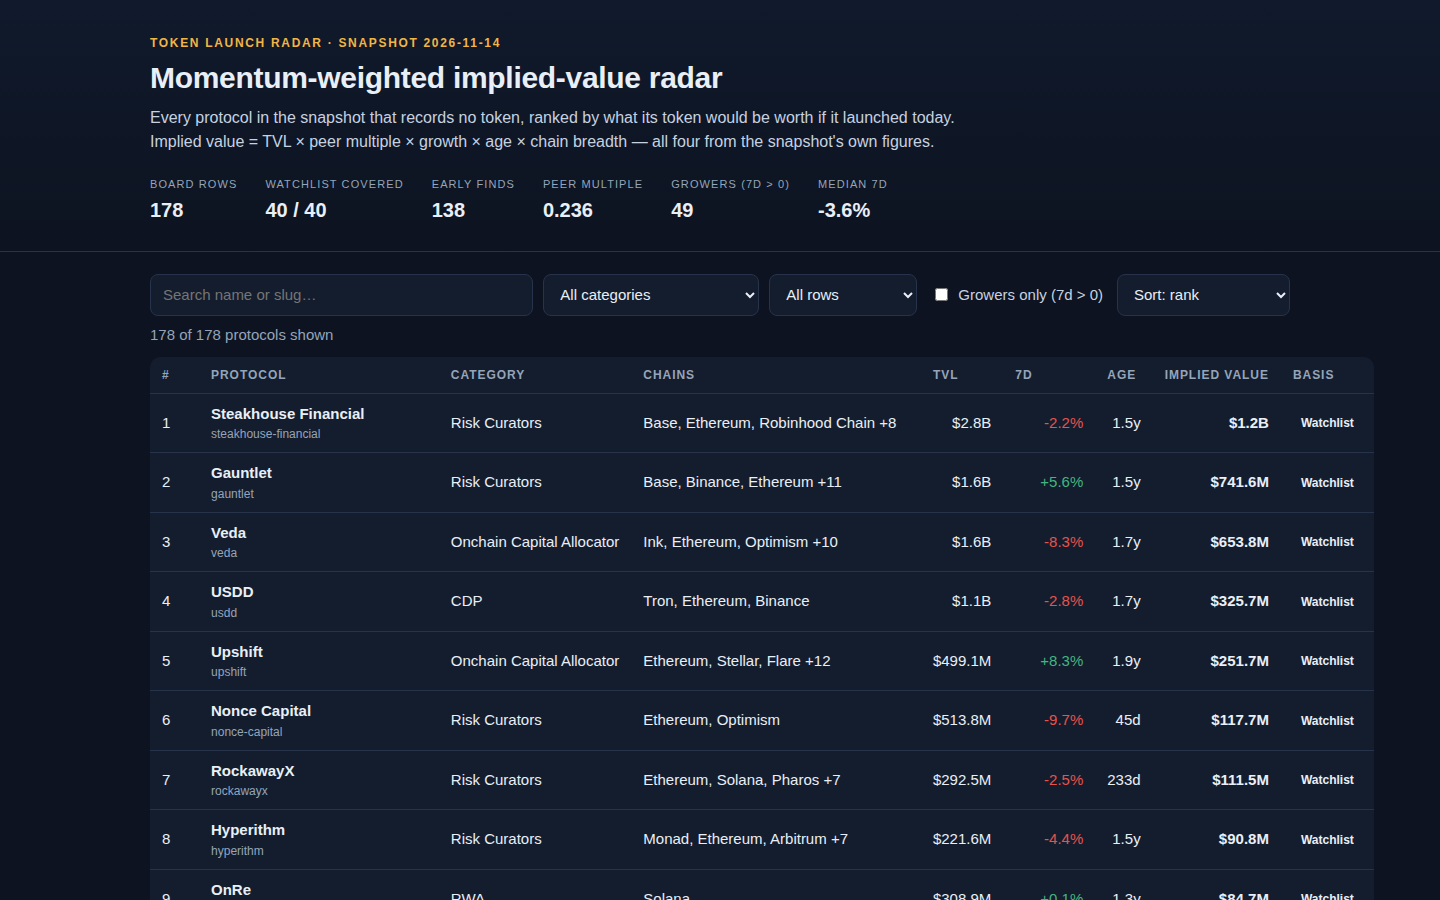 TOKEN LAUNCH RADAR · SNAPSHOT 2026-11-14
Momentum-weighted implied-value radar
Every protocol in the snapshot that records no token, ranked by what its token would be worth if it launched today.
Implied value = TVL × peer multiple × growth × age × chain breadth — all four from the snapshot's own figures.
BOARD ROWS WATCHLIST COVERED EARLY FINDS PEER MULTIPLE GROWERS (7D > 0) MEDIAN 7D
178 40 / 40 138 0.236 49 -3.6%
Search name or slug… All categories All rows Growers only (7d > 0) Sort: rank
178 of 178 protocols shown
# PROTOCOL CATEGORY CHAINS TVL 7D AGE IMPLIED VALUE BASIS
1 Steakhouse Financial Risk Curators Base, Ethereum, Robinhood Chain +8 $2.8B -2.2% 1.5y $1.2B Watchlist
steakhouse-financial
2 Gauntlet Risk Curators Base, Binance, Ethereum +11 $1.6B +5.6% 1.5y $741.6M Watchlist
gauntlet
3 Veda Onchain Capital Allocator Ink, Ethereum, Optimism +10 $1.6B -8.3% 1.7y $653.8M Watchlist
veda
4 USDD CDP Tron, Ethereum, Binance $1.1B -2.8% 1.7y $325.7M Watchlist
usdd
5 Upshift Onchain Capital Allocator Ethereum, Stellar, Flare +12 $499.1M +8.3% 1.9y $251.7M Watchlist
upshift
6 Nonce Capital Risk Curators Ethereum, Optimism $513.8M -9.7% 45d $117.7M Watchlist
nonce-capital
7 RockawayX Risk Curators Ethereum, Solana, Pharos +7 $292.5M -2.5% 233d $111.5M Watchlist
rockawayx
8 Hyperithm Risk Curators Monad, Ethereum, Arbitrum +7 $221.6M -4.4% 1.5y $90.8M Watchlist
hyperithm
9 OnRe RWA Solana $308.9M +0.1% 1.3y $84.7M Watchlist